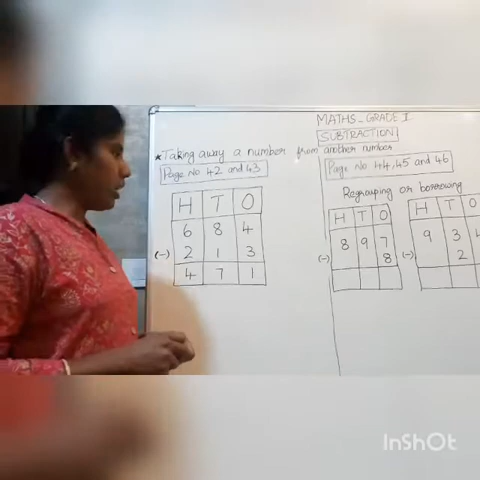 MATHS_GRADE I
SUBTRACTION
★Taking away a number from another number
Page No 42 and 43
H T O
6 8 4
(-) 2 1 3
4 7 1
Page No 44,45 and 46
Regrouping or borrowing
H T O
8 9 7
(-) 8
H T O
9 3 4
(-) 2
InShOt